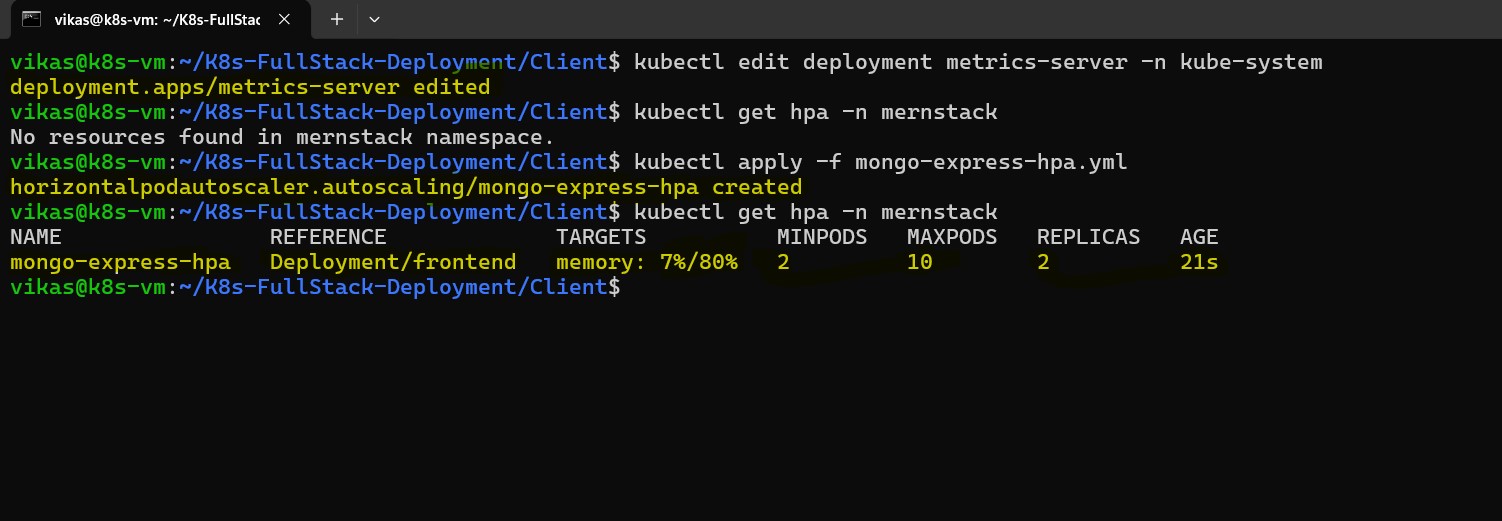 vikas@k8s-vm: ~/K8s-FullStac
vikas@k8s-vm:~/K8s-FullStack-Deployment/Client$ kubectl edit deployment metrics-server -n kube-system
deployment.apps/metrics-server edited
vikas@k8s-vm:~/K8s-FullStack-Deployment/Client$ kubectl get hpa -n mernstack
No resources found in mernstack namespace.
vikas@k8s-vm:~/K8s-FullStack-Deployment/Client$ kubectl apply -f mongo-express-hpa.yml
horizontalpodautoscaler.autoscaling/mongo-express-hpa created
vikas@k8s-vm:~/K8s-FullStack-Deployment/Client$ kubectl get hpa -n mernstack
NAME                REFERENCE             TARGETS          MINPODS   MAXPODS   REPLICAS   AGE
mongo-express-hpa   Deployment/frontend   memory: 7%/80%   2         10        2          21s
vikas@k8s-vm:~/K8s-FullStack-Deployment/Client$